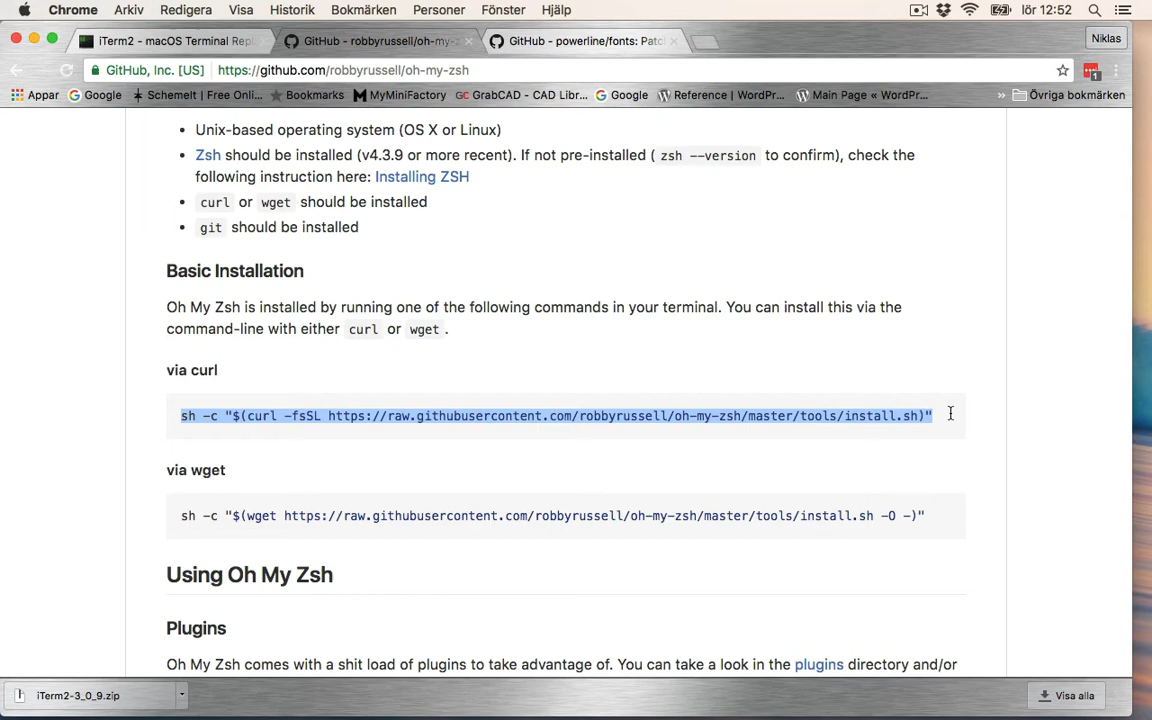 Chrome Arkiv Redigera Visa Historik Bokmärken Personer Fönster Hjälp lör 12:52
iTerm2 - macOS Terminal Repl
GitHub - robbyrussell/oh-my-z
GitHub - powerline/fonts: Patc
Niklas
GitHub, Inc. [US] https://github.com/robbyrussell/oh-my-zsh
1
Appar Google Schemelt | Free Onli... Bookmarks MyMiniFactory GC GrabCAD - CAD Libr... Google Reference | WordPr... Main Page « WordPr... » Övriga bokmärken
• Unix-based operating system (OS X or Linux)
• Zsh should be installed (v4.3.9 or more recent). If not pre-installed ( zsh --version to confirm), check the
following instruction here: Installing ZSH
• curl or wget should be installed
• git should be installed
Basic Installation
Oh My Zsh is installed by running one of the following commands in your terminal. You can install this via the
command-line with either curl or wget.
via curl
sh -c "$(curl -fsSL https://raw.githubusercontent.com/robbyrussell/oh-my-zsh/master/tools/install.sh)"
via wget
sh -c "$(wget https://raw.githubusercontent.com/robbyrussell/oh-my-zsh/master/tools/install.sh -O -)"
Using Oh My Zsh
Plugins
Oh My Zsh comes with a shit load of plugins to take advantage of. You can take a look in the plugins directory and/or
iTerm2-3_0_9.zip
Visa alla